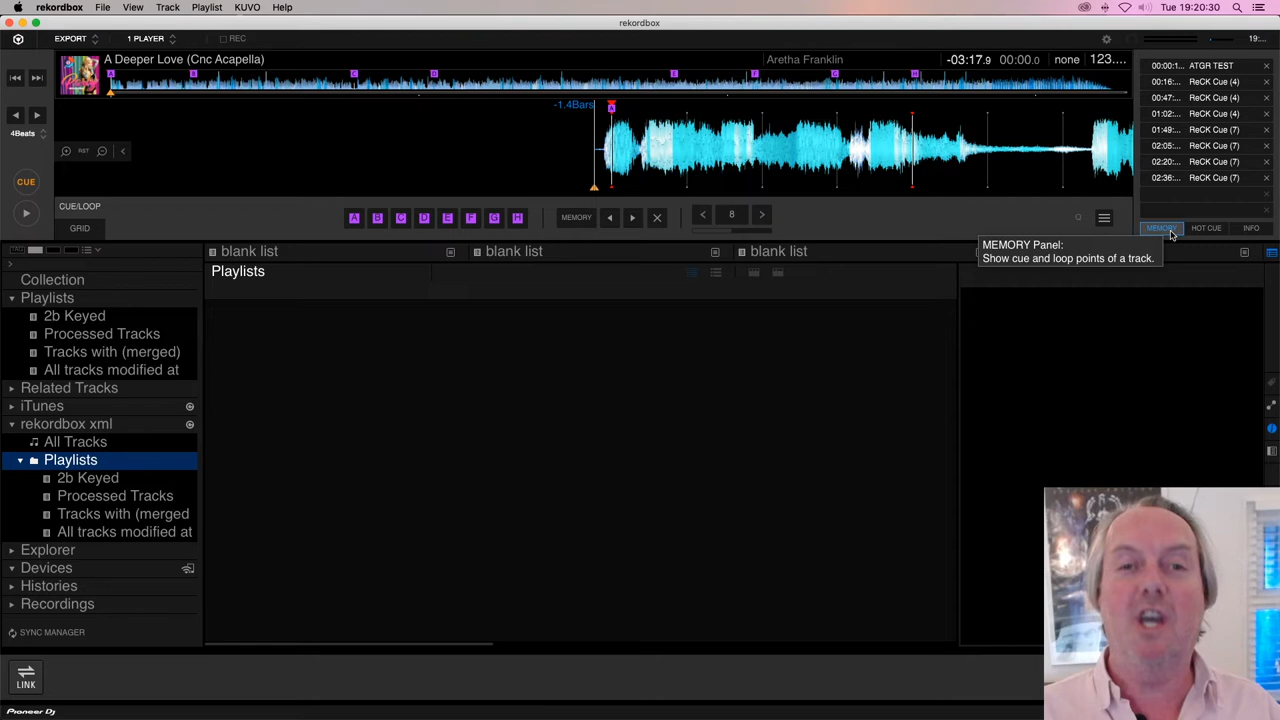 rekordbox File View Track Playlist KUVO Help Tue 19:20:30
rekordbox
EXPORT 1 PLAYER REC 19:...
A Deeper Love (Cnc Acapella) Aretha Franklin -03:17.9 00:00.0 none 123....
A B C D E F G H
-1.4Bars A
4Beats RST
CUE
CUE/LOOP
GRID
A B C D E F G H MEMORY 8
00:00:1... ATGR TEST
00:16:... ReCK Cue (4)
00:47:... ReCK Cue (4)
01:02:... ReCK Cue (4)
01:49:... ReCK Cue (7)
02:05:... ReCK Cue (7)
02:20:... ReCK Cue (7)
02:36:... ReCK Cue (7)
MEMORY HOT CUE INFO
MEMORY Panel:
Show cue and loop points of a track.
TAG
blank list blank list blank list
Playlists
Collection
Playlists
2b Keyed
Processed Tracks
Tracks with (merged)
All tracks modified at
Related Tracks
iTunes
rekordbox xml
All Tracks
Playlists
2b Keyed
Processed Tracks
Tracks with (merged
All tracks modified at
Explorer
Devices
Histories
Recordings
SYNC MANAGER
LINK
Pioneer Dj